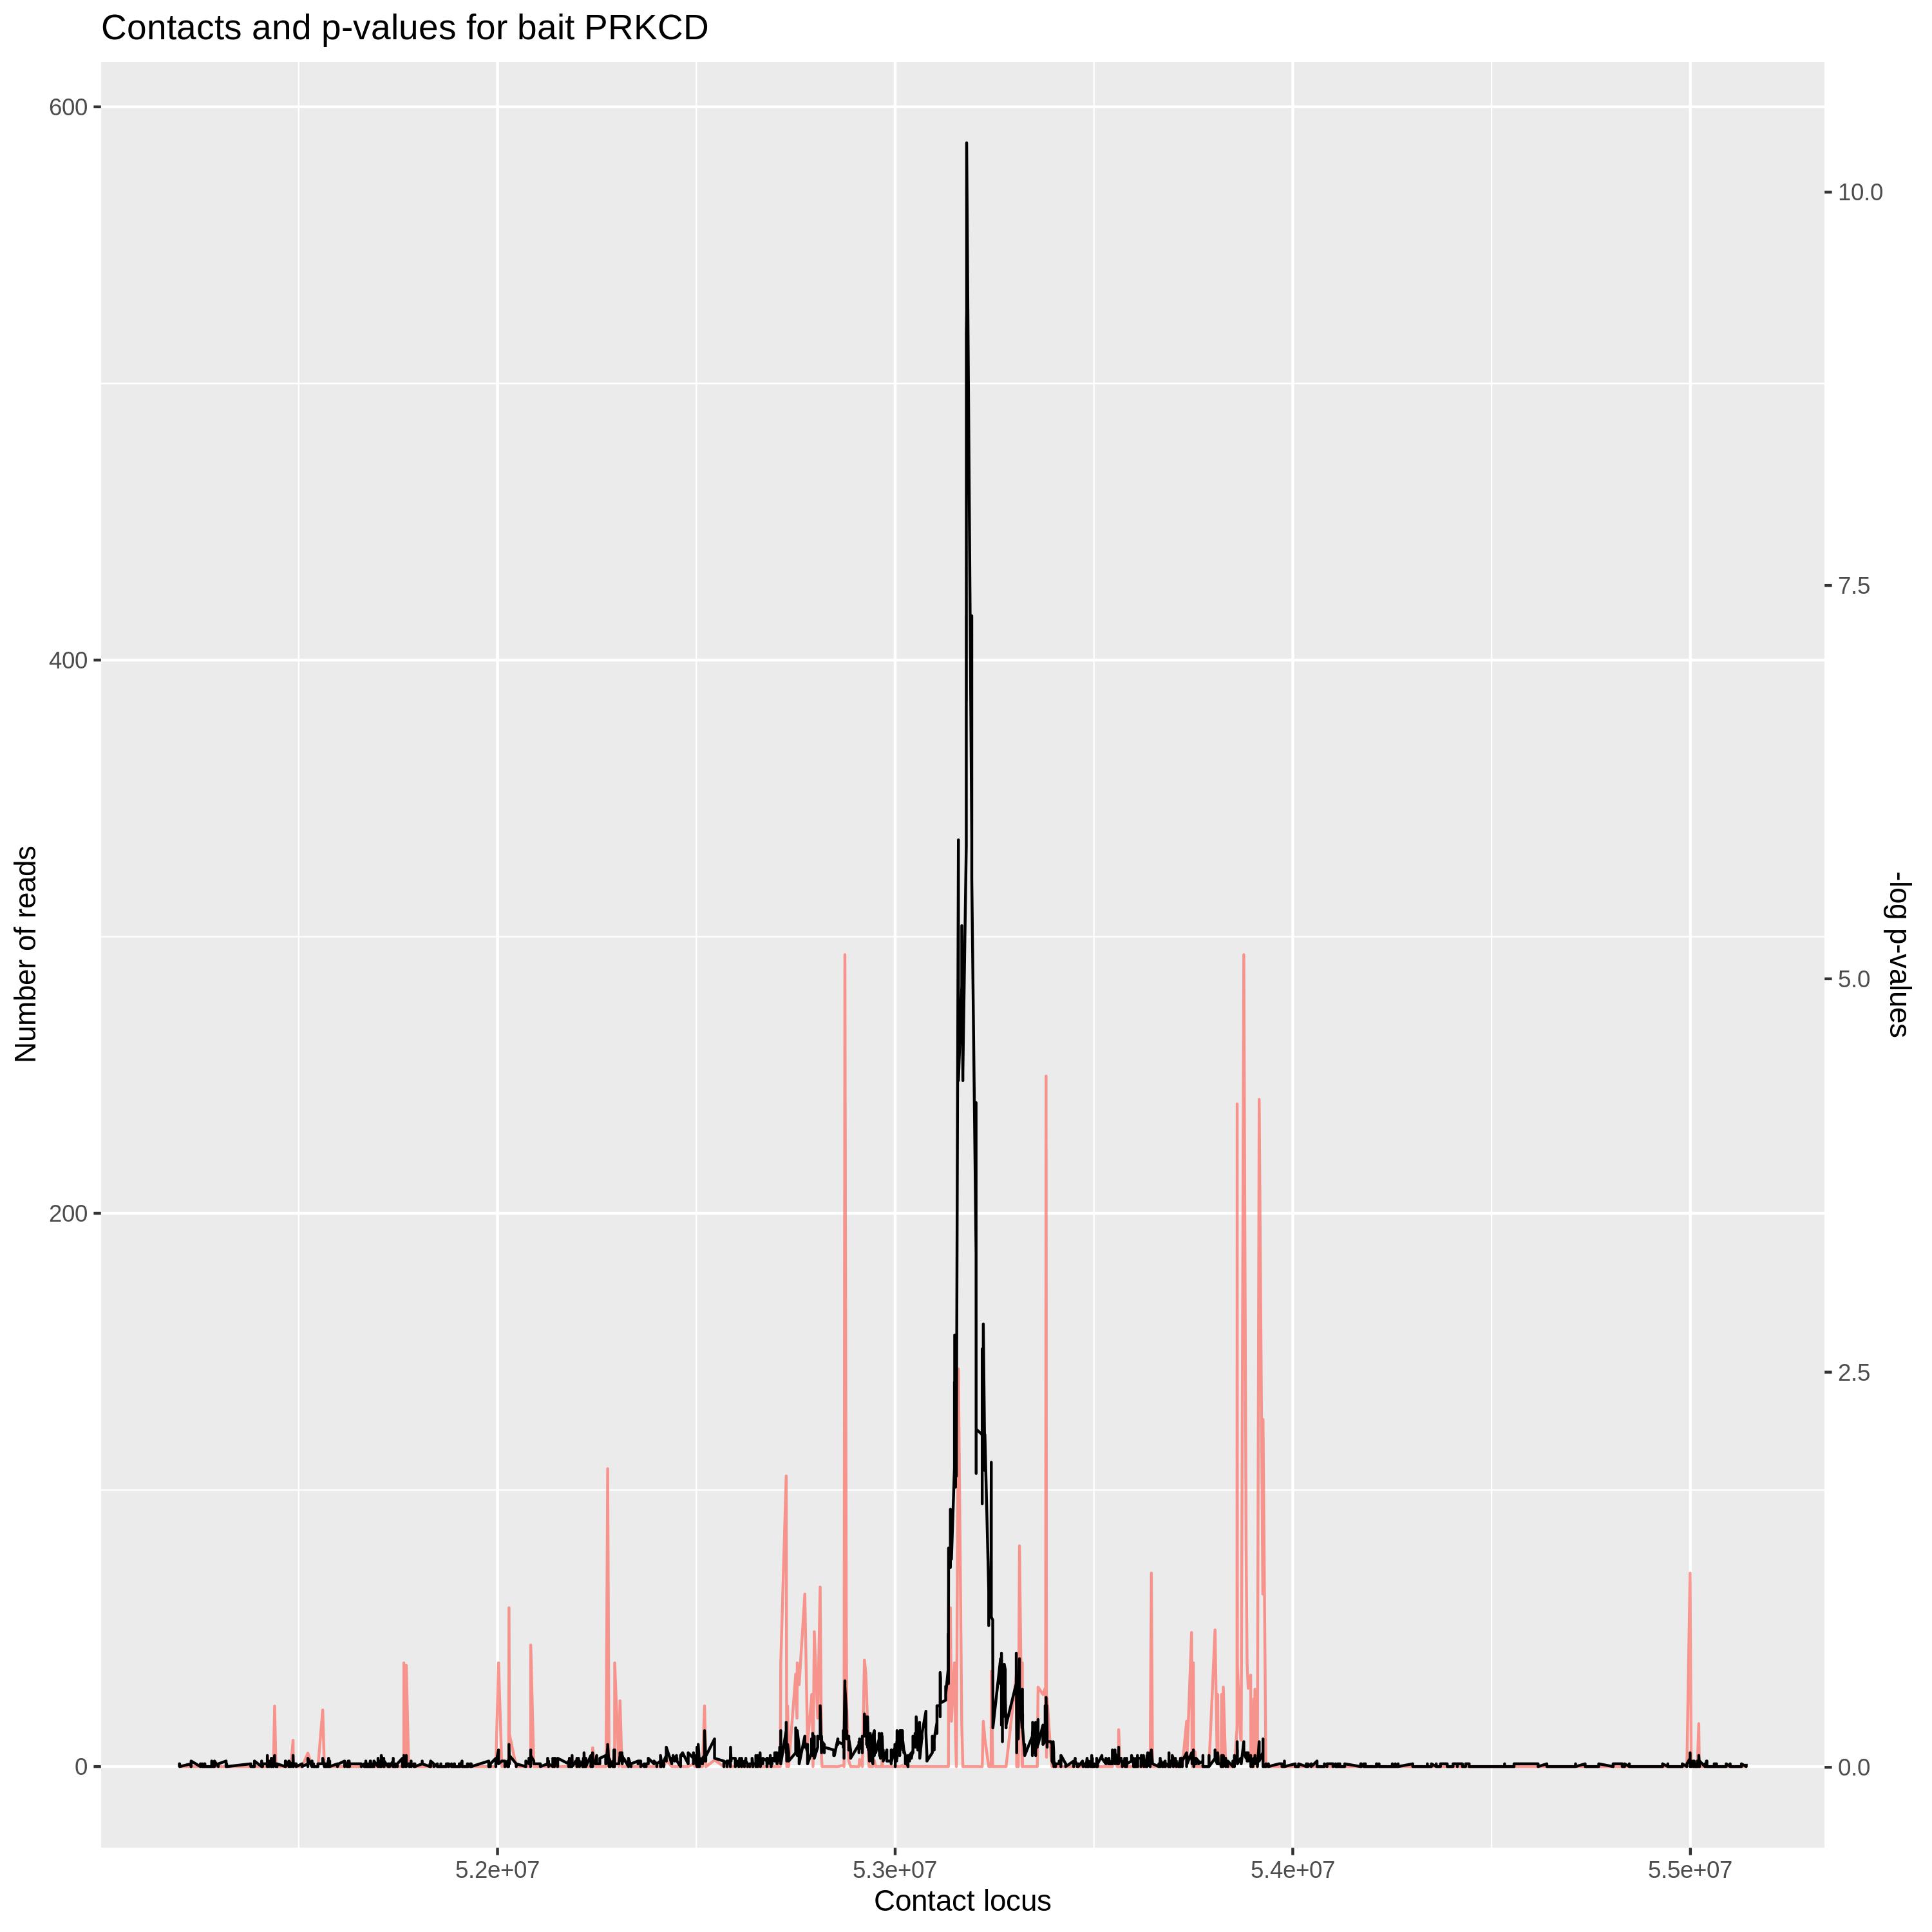 Contacts and p-values for bait PRKCD
600
400
200
0
10.0
7.5
5.0
2.5
0.0
Number of reads
-log p-values
5.2e+07 5.3e+07 5.4e+07 5.5e+07
Contact locus